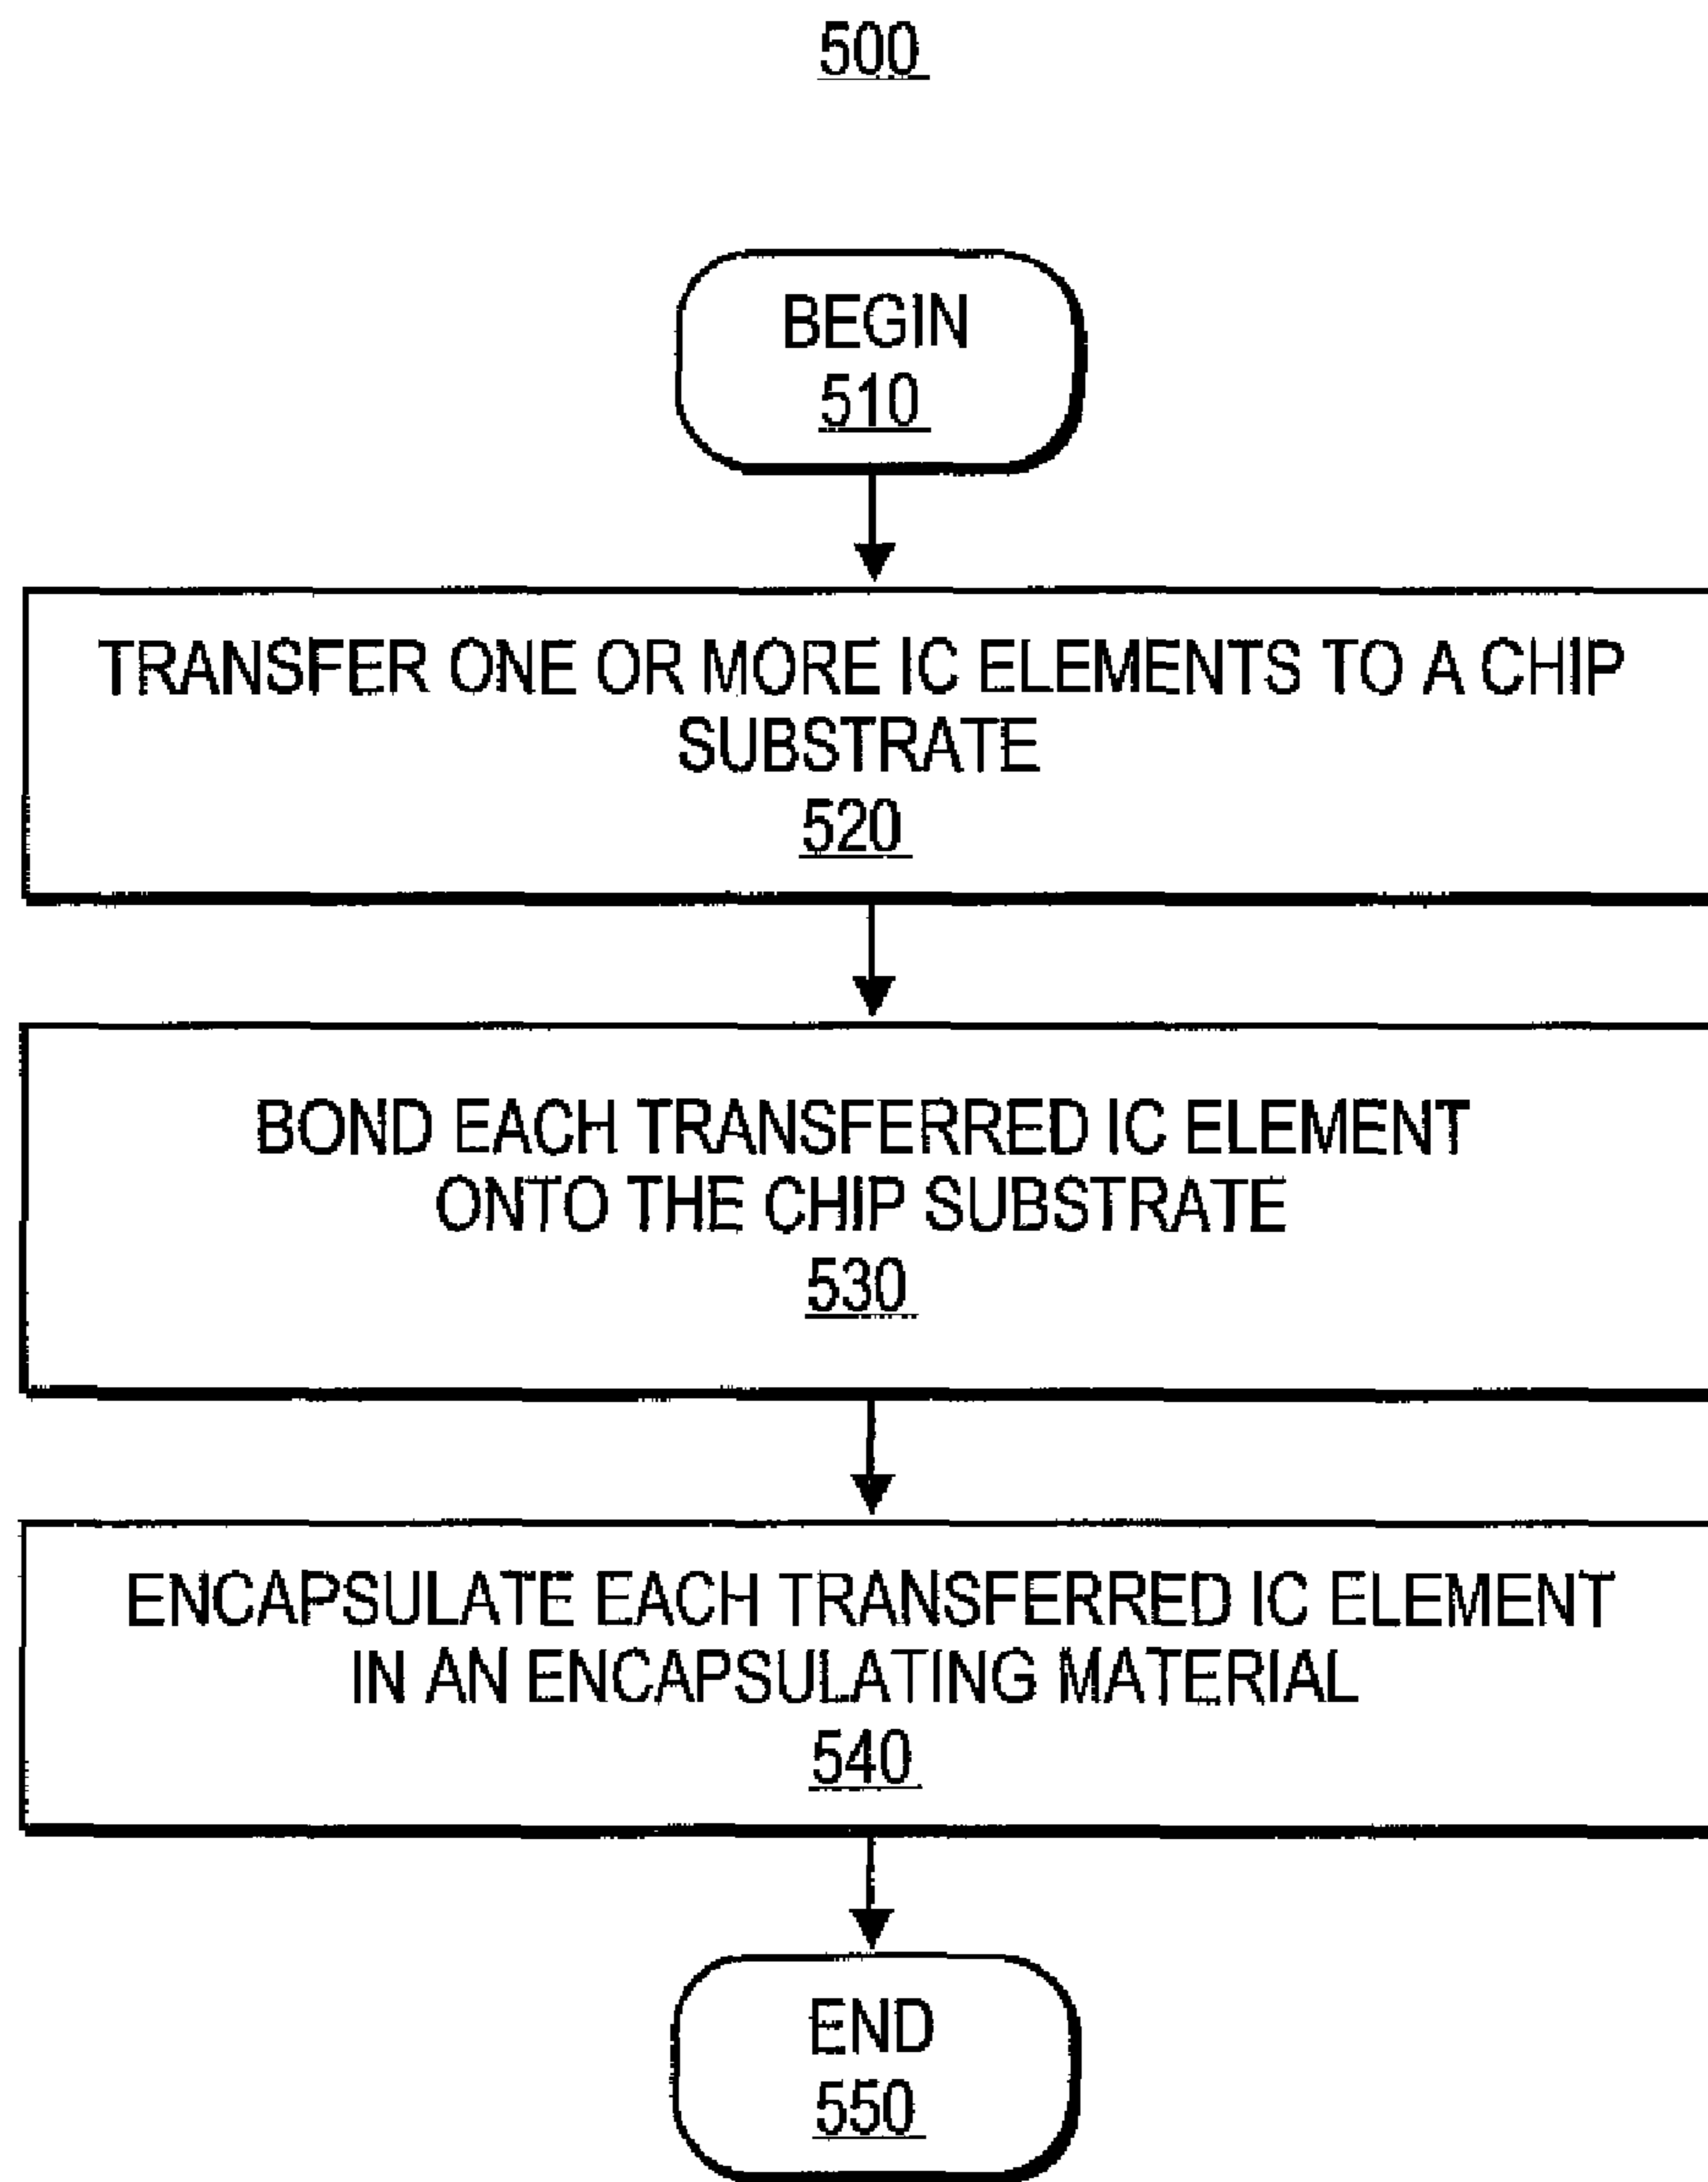 500
BEGIN
510
TRANSFER ONE OR MORE IC ELEMENTS TO A CHIP
SUBSTRATE
520
BOND EACH TRANSFERRED IC ELEMENT
ONTO THE CHIP SUBSTRATE
530
ENCAPSULATE EACH TRANSFERRED IC ELEMENT
IN AN ENCAPSULATING MATERIAL
540
END
550